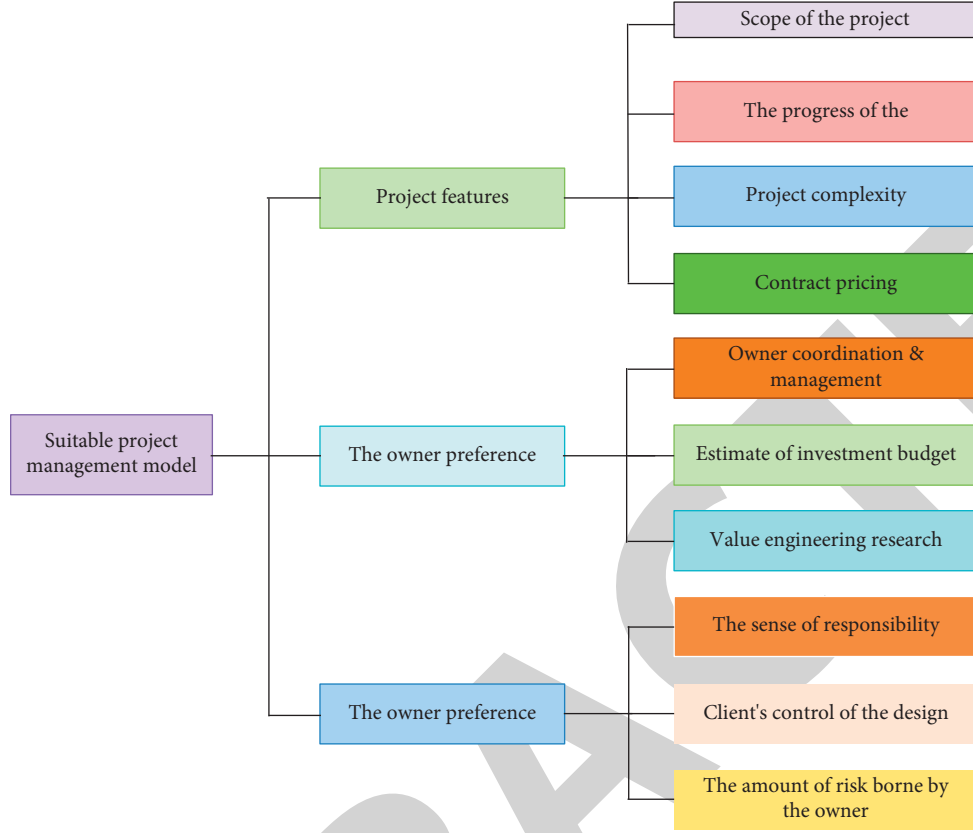 Scope of the project
The progress of the
Project features
Project complexity
Contract pricing
Owner coordination &
management
Suitable project
management model
The owner preference
Estimate of investment budget
Value engineering research
The sense of responsibility
The owner preference
Client's control of the design
The amount of risk borne by
the owner